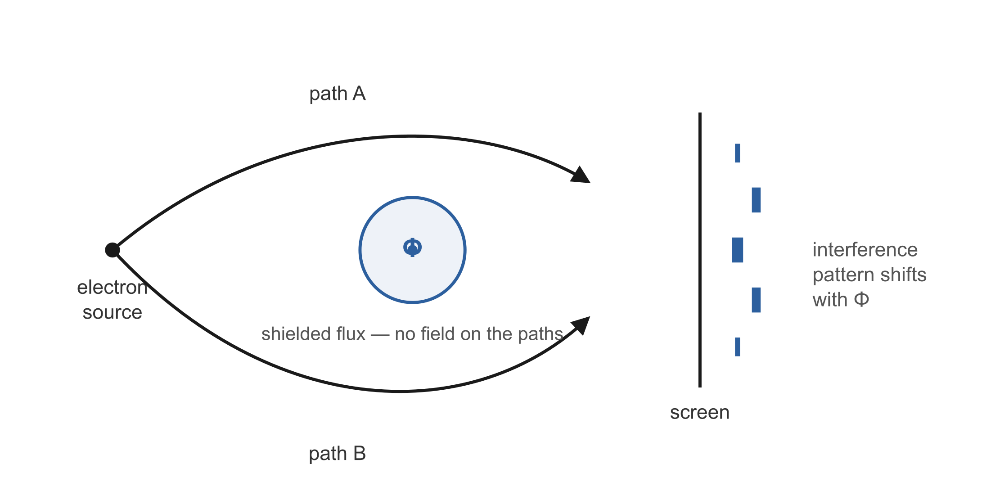 path A
Φ
electron
source
shielded flux — no field on the paths
interference
pattern shifts
with Φ
screen
path B